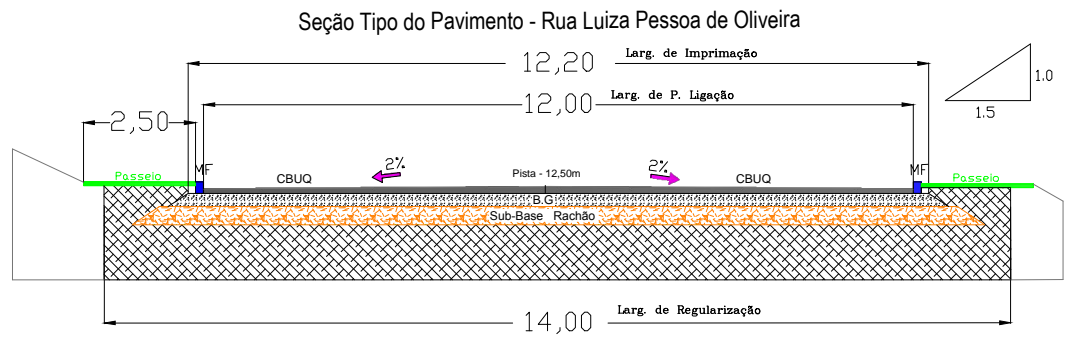 Seção Tipo do Pavimento - Rua Luiza Pessoa de Oliveira
12,20 Larg. de Imprimação
1.0
1.5
12,00 Larg. de P. Ligação
2,50
MF
2%
2%
MF
Passeio
CBUQ
Pista - 12,50m
CBUQ
Passeio
B.G
Sub-Base Rachão
14,00 Larg. de Regularização